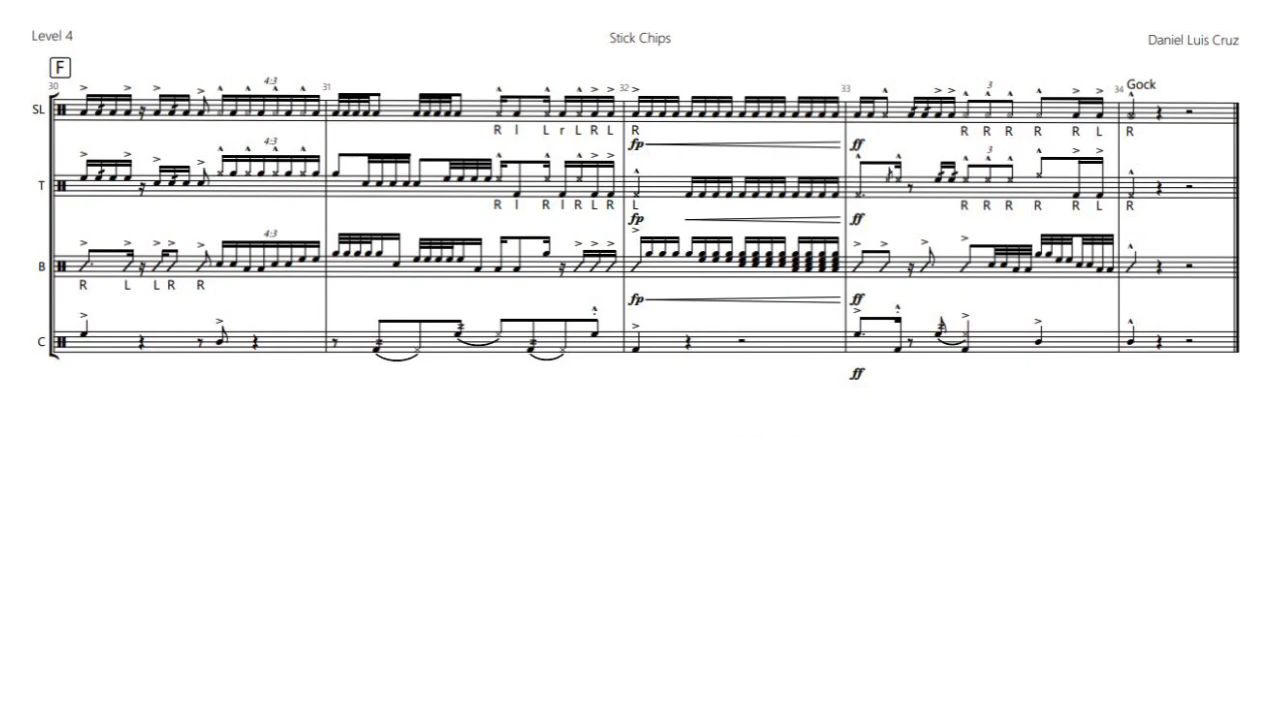 Level 4
Stick Chips
Daniel Luis Cruz
F
30
4:3
31
32
33
3
34
Gock
SL
R l L r L R L R
R R R R R L R
fp
ff
4:3
3
T
R l R l R L R L
R R R R R L R
fp
ff
4:3
B
R L L R R
fp
ff
C
ff